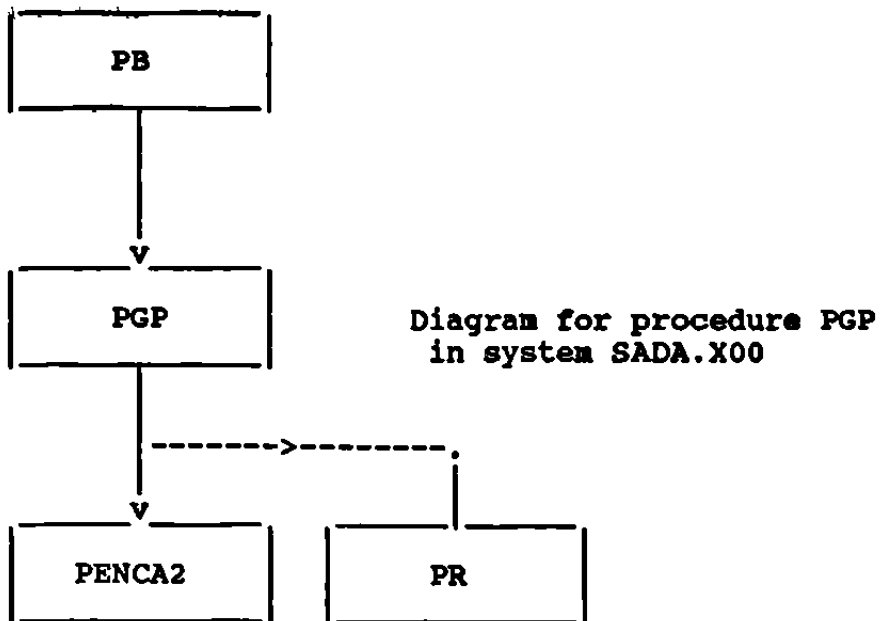 PB
PGP
Diagram for procedure PGP
in system SADA.X00
PENCA2
PR